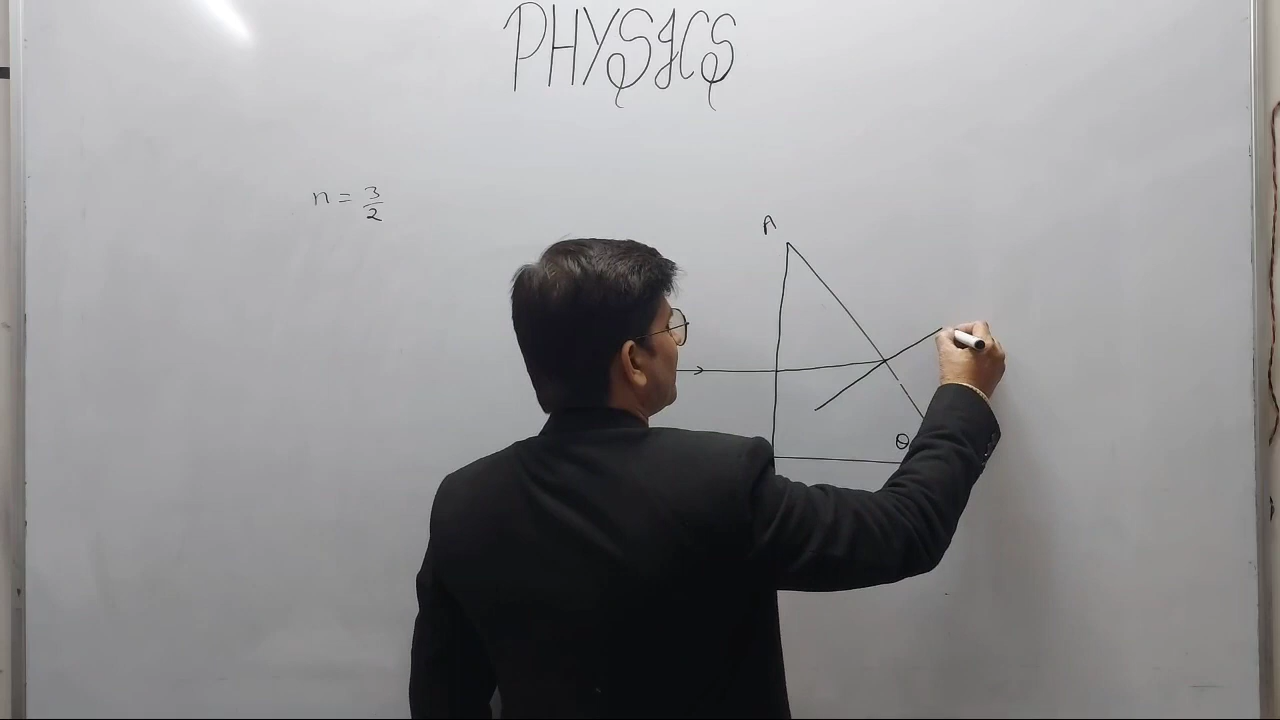 PHYSICS
n = 3/2
A
θ